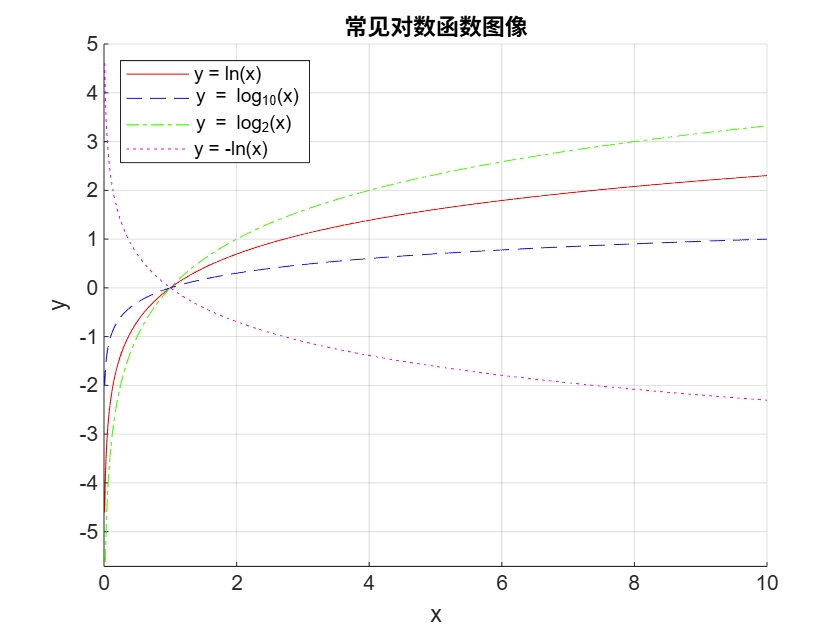 常见对数函数图像
y = ln(x)
y = log₁₀(x)
y = log₂(x)
y = -ln(x)
5
4
3
2
1
0
-1
-2
-3
-4
-5
y
0 2 4 6 8 10
x